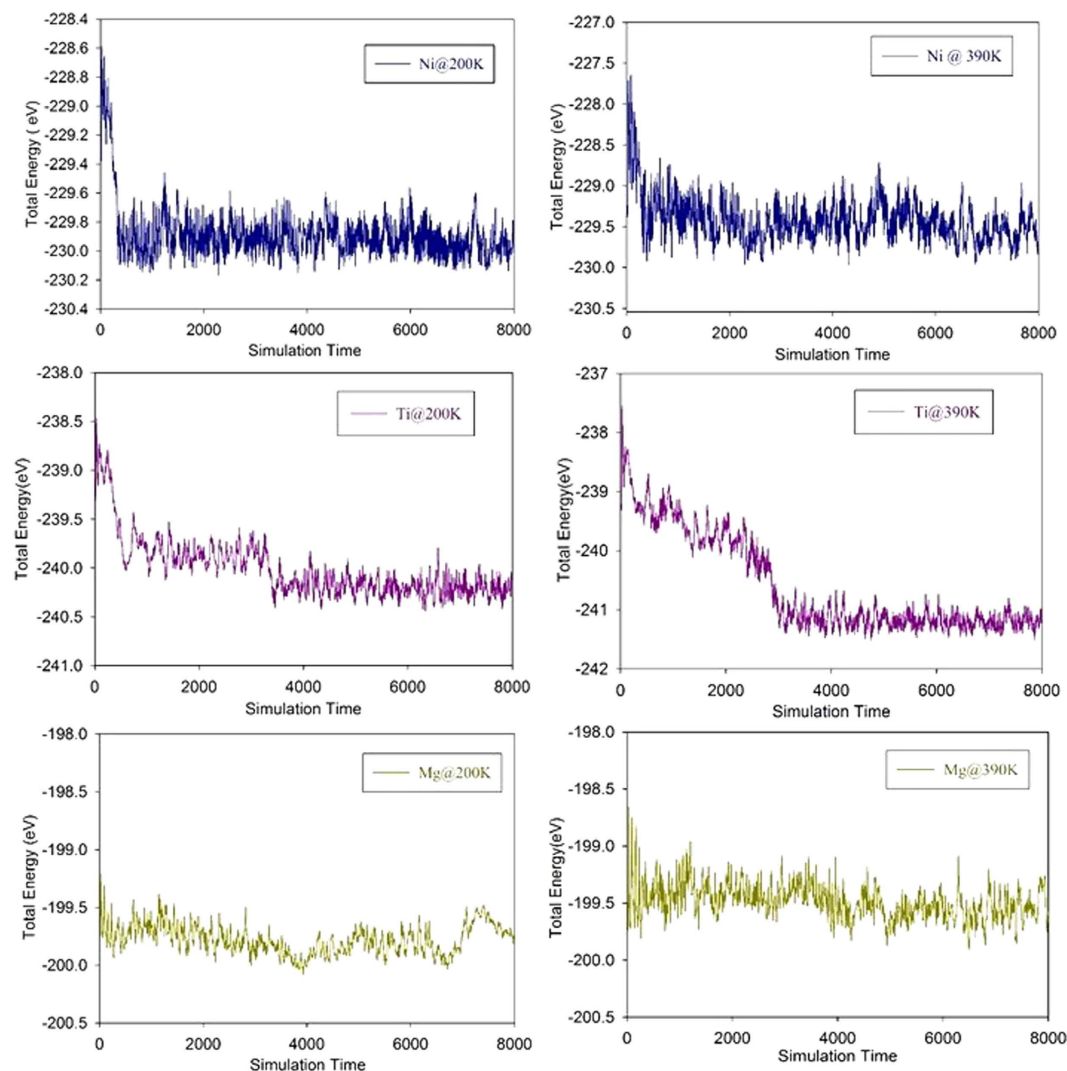 -228.4
-228.6
-228.8
-229.0
-229.2
-229.4
-229.6
-229.8
-230.0
-230.2
-230.4
Total Energy ( eV)
Ni@200K
0 2000 4000 6000 8000
Simulation Time
-227.0
-227.5
-228.0
-228.5
-229.0
-229.5
-230.0
-230.5
Total Energy (eV)
Ni @ 390K
0 2000 4000 6000 8000
Simulation Time
-238.0
-238.5
-239.0
-239.5
-240.0
-240.5
-241.0
Total Energy(eV)
Ti@200K
0 2000 4000 6000 8000
Simulation Time
-237
-238
-239
-240
-241
-242
Total Energy(eV)
Ti@390K
0 2000 4000 6000 8000
Simulation Time
-198.0
-198.5
-199.0
-199.5
-200.0
-200.5
Total Energy (eV)
Mg@200K
0 2000 4000 6000 8000
Simulation Time
-198.0
-198.5
-199.0
-199.5
-200.0
-200.5
Total Energy(eV)
Mg@390K
0 2000 4000 6000 8000
Simulation Time